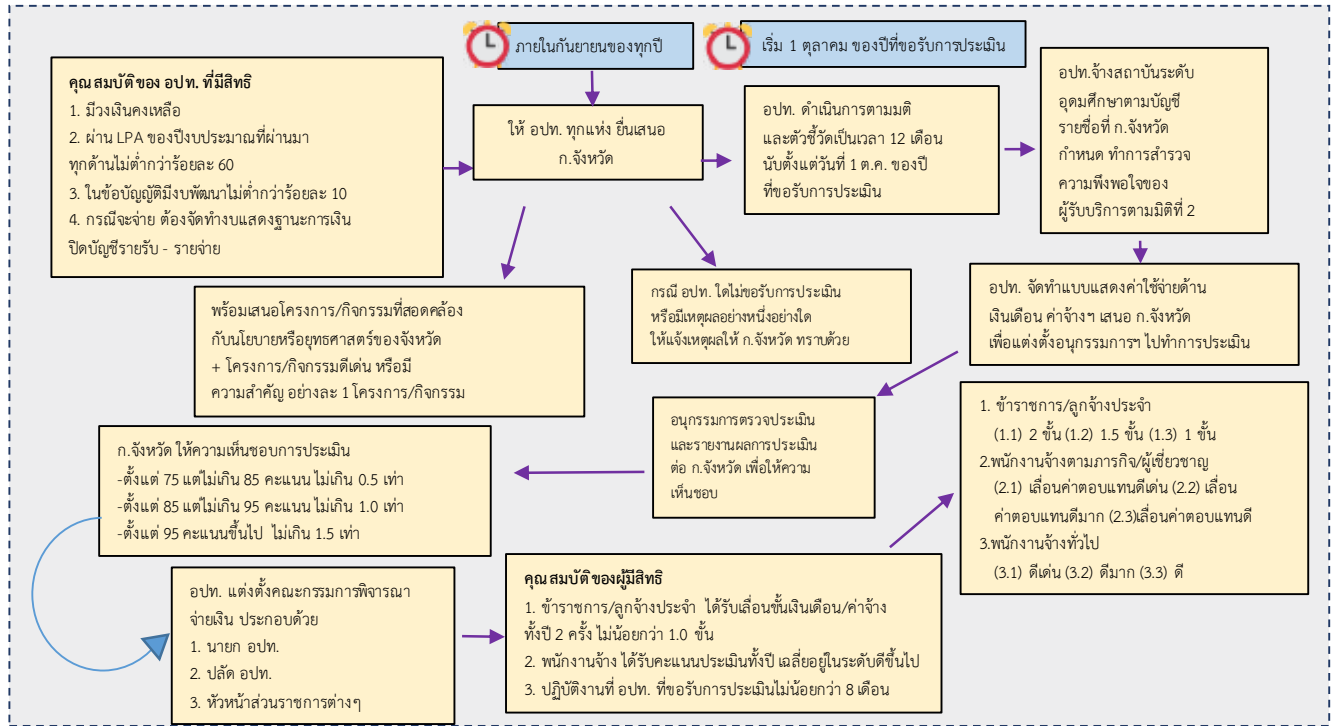 ภายในกันยายนของทุกปี
เริ่ม 1 ตุลาคม ของปีที่ขอรับการประเมิน
คุณสมบัติของ อปท. ที่มีสิทธิ
1. มีวงเงินคงเหลือ
2. ผ่าน LPA ของปีงบประมาณที่ผ่านมา
ทุกด้านไม่ต่ำกว่าร้อยละ 60
3. ในข้อบัญญัติมีงบพัฒนาไม่ต่ำกว่าร้อยละ 10
4. กรณีจะจ่าย ต้องจัดทำงบแสดงฐานะการเงิน
ปิดบัญชีรายรับ - รายจ่าย
ให้ อปท. ทุกแห่ง ยื่นเสนอ
ก.จังหวัด
อปท. ดำเนินการตามมติ
และตัวชี้วัดเป็นเวลา 12 เดือน
นับตั้งแต่วันที่ 1 ต.ค. ของปี
ที่ขอรับการประเมิน
อปท.จ้างสถาบันระดับ
อุดมศึกษาตามบัญชี
รายชื่อที่ ก.จังหวัด
กำหนด ทำการสำรวจ
ความพึงพอใจของ
ผู้รับบริการตามมิติที่ 2
พร้อมเสนอโครงการ/กิจกรรมที่สอดคล้อง
กับนโยบายหรือยุทธศาสตร์ของจังหวัด
+ โครงการ/กิจกรรมดีเด่น หรือมี
ความสำคัญ อย่างละ 1 โครงการ/กิจกรรม
กรณี อปท. ใดไม่ขอรับการประเมิน
หรือมีเหตุผลอย่างหนึ่งอย่างใด
ให้แจ้งเหตุผลให้ ก.จังหวัด ทราบด้วย
อปท. จัดทำแบบแสดงค่าใช้จ่ายด้าน
เงินเดือน ค่าจ้างฯ เสนอ ก.จังหวัด
เพื่อแต่งตั้งอนุกรรมการฯ ไปทำการประเมิน
อนุกรรมการตรวจประเมิน
และรายงานผลการประเมิน
ต่อ ก.จังหวัด เพื่อให้ความ
เห็นชอบ
ก.จังหวัด ให้ความเห็นชอบการประเมิน
-ตั้งแต่ 75 แต่ไม่เกิน 85 คะแนน ไม่เกิน 0.5 เท่า
-ตั้งแต่ 85 แต่ไม่เกิน 95 คะแนน ไม่เกิน 1.0 เท่า
-ตั้งแต่ 95 คะแนนขึ้นไป ไม่เกิน 1.5 เท่า
อปท. แต่งตั้งคณะกรรมการพิจารณา
จ่ายเงิน ประกอบด้วย
1. นายก อปท.
2. ปลัด อปท.
3. หัวหน้าส่วนราชการต่างๆ
คุณสมบัติของผู้มีสิทธิ
1. ข้าราชการ/ลูกจ้างประจำ ได้รับเลื่อนขั้นเงินเดือน/ค่าจ้าง
ทั้งปี 2 ครั้ง ไม่น้อยกว่า 1.0 ขั้น
2. พนักงานจ้าง ได้รับคะแนนประเมินทั้งปี เฉลี่ยอยู่ในระดับดีขึ้นไป
3. ปฏิบัติงานที่ อปท. ที่ขอรับการประเมินไม่น้อยกว่า 8 เดือน
1. ข้าราชการ/ลูกจ้างประจำ
(1.1) 2 ขั้น (1.2) 1.5 ขั้น (1.3) 1 ขั้น
2.พนักงานจ้างตามภารกิจ/ผู้เชี่ยวชาญ
(2.1) เลื่อนค่าตอบแทนดีเด่น (2.2) เลื่อน
ค่าตอบแทนดีมาก (2.3)เลื่อนค่าตอบแทนดี
3.พนักงานจ้างทั่วไป
(3.1) ดีเด่น (3.2) ดีมาก (3.3) ดี